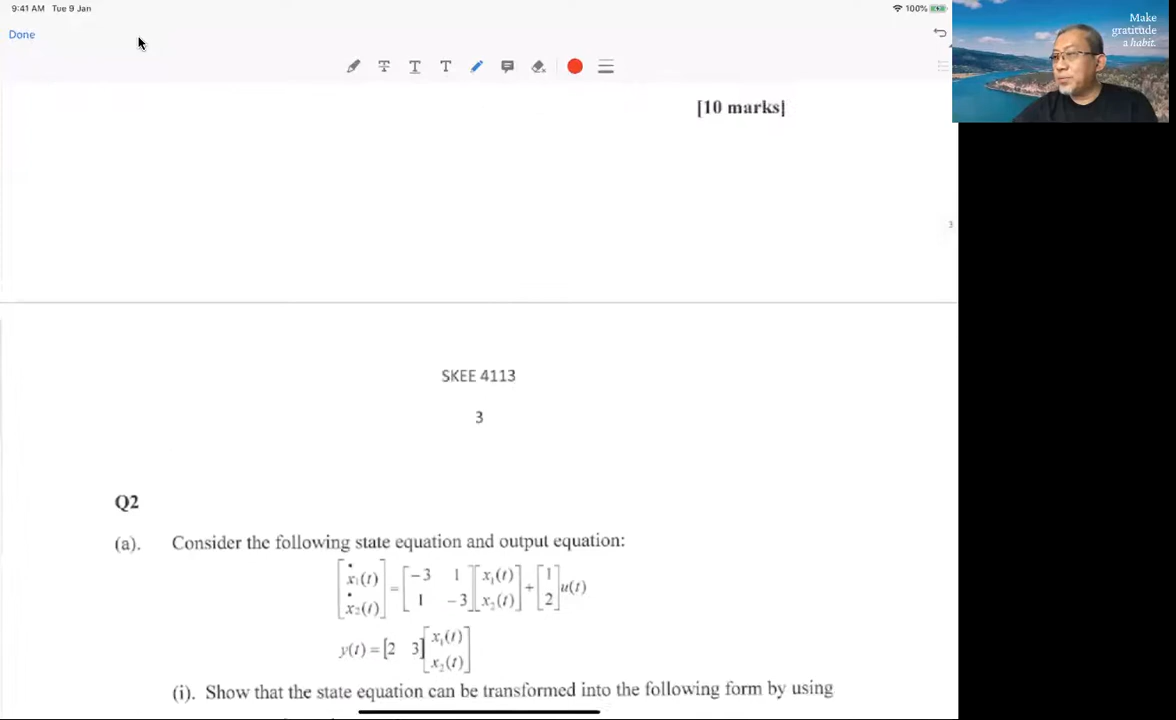 9:41 AM Tue 9 Jan
100%
Done
Make
gratitude
a habit.
T T T
[10 marks]
3
SKEE 4113
3
Q2
(a). Consider the following state equation and output equation:
[ẋ₁(t) ẋ₂(t)] = [-3 1 1 -3][x₁(t) x₂(t)] + [1 2]u(t)
y(t) = [2 3][x₁(t) x₂(t)]
(i). Show that the state equation can be transformed into the following form by using